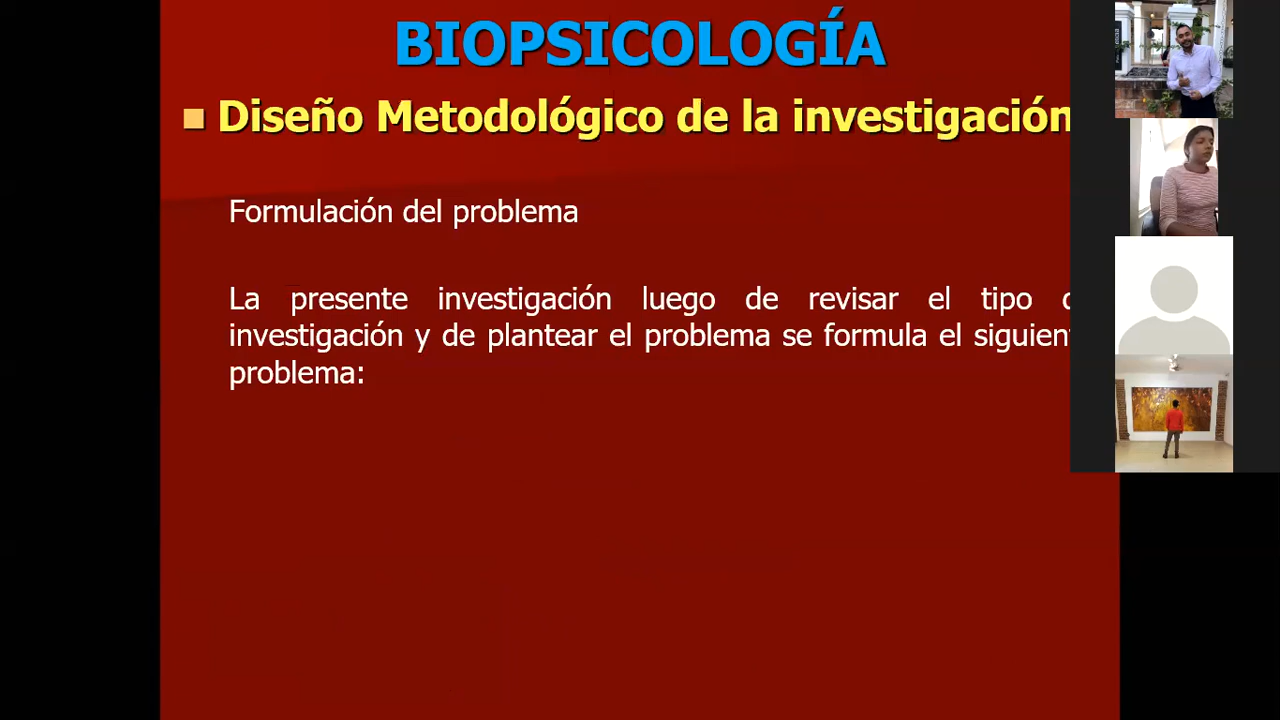 BIOPSICOLOGÍA
Diseño Metodológico de la investigación
Formulación del problema
La presente investigación luego de revisar el tipo
investigación y de plantear el problema se formula el
problema: